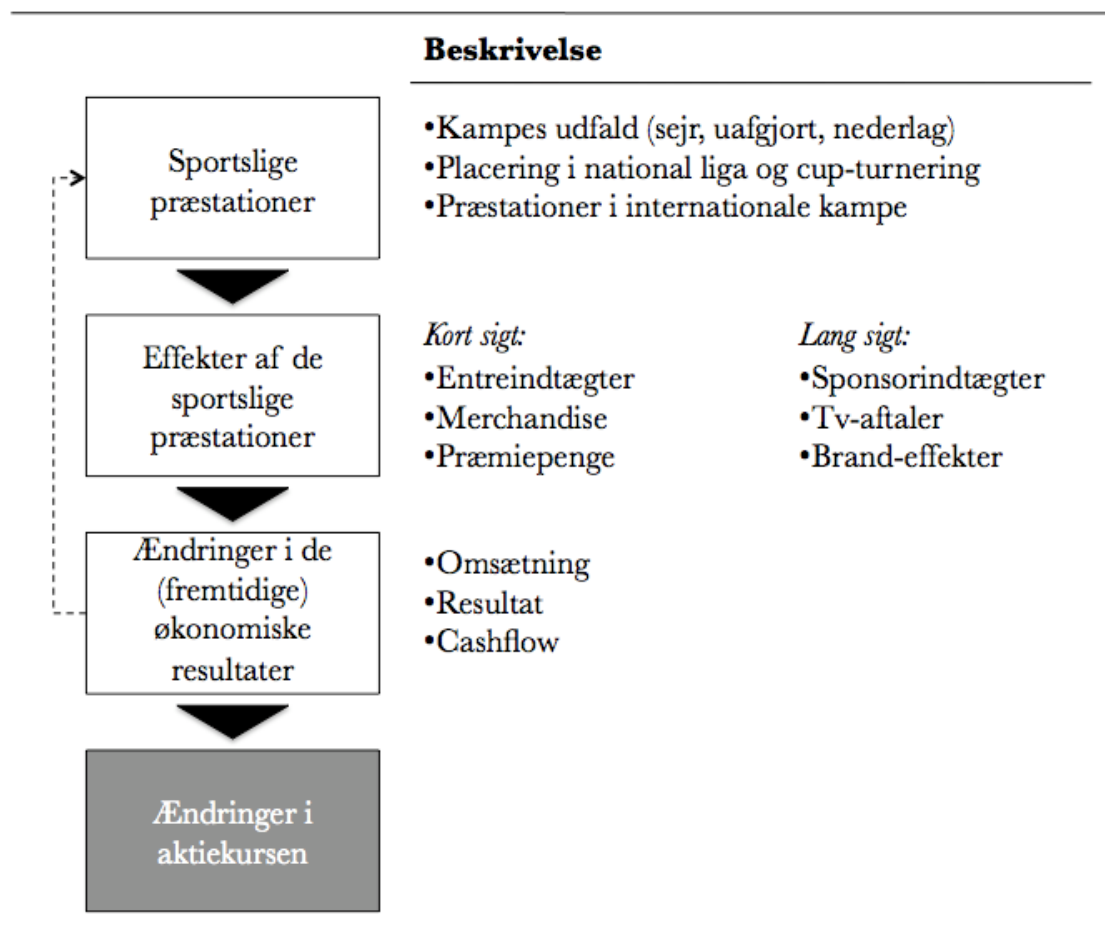 Beskrivelse
Sportslige
præstationer
•Kampes udfald (sejr, uafgjort, nederlag)
•Placering i national liga og cup-turnering
•Præstationer i internationale kampe
Effekter af de
sportslige
præstationer
Kort sigt:
•Entreindtægter
•Merchandise
•Præmiepenge
Lang sigt:
•Sponsorindtægter
•Tv-aftaler
•Brand-effekter
Ændringer i de
(fremtidige)
økonomiske
resultater
•Omsætning
•Resultat
•Cashflow
Ændringer i
aktiekursen